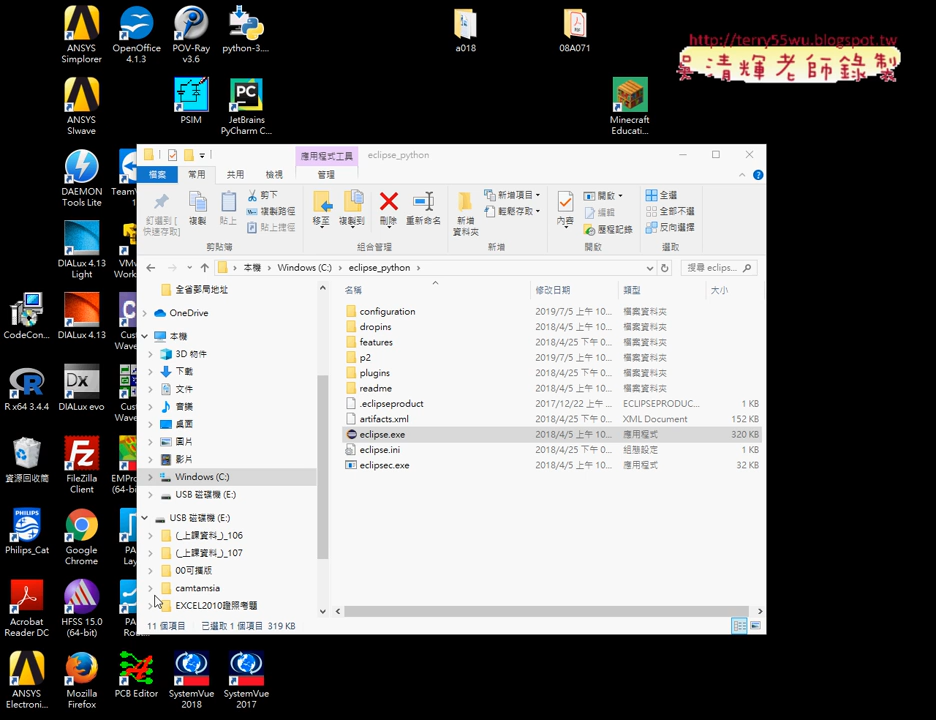 ANSYS Simplorer
OpenOffice 4.1.3
POV-Ray v3.6
python-3....
a018
08A071
http://terry55wu.blogspot.tw
吳清輝老師錄製
ANSYS SIwave
PSIM
JetBrains PyCharm C...
Minecraft Educati...
DAEMON Tools Lite
TeamV
DIALux 4.13 Light
VMw
Work
CodeCon...
DIALux 4.13
Cust
Wave
R x64 3.4.4
DIALux evo
Cust
Wave
資源回收筒
FileZilla Client
EMPro
(64-bit)
Philips_Cat
Google Chrome
PA
Layo
Acrobat Reader DC
HFSS 15.0 (64-bit)
PA
Rou
ANSYS Electroni...
Mozilla Firefox
PCB Editor
SystemVue 2018
SystemVue 2017
應用程式工具
eclipse_python
檔案
常用
共用
檢視
管理
釘選到 [快速存取]
複製
貼上
剪下
複製路徑
貼上捷徑
移至
複製到
刪除
重新命名
新增資料夾
新增項目
輕鬆存取
內容
開啟
編輯
歷程記錄
全選
全部不選
反向選擇
剪貼簿
組合管理
新增
開啟
選取
本機 › Windows (C:) › eclipse_python ›
搜尋 eclips...
名稱 修改日期 類型 大小
全省郵局地址
OneDrive
本機
3D 物件
下載
文件
音樂
桌面
圖片
影片
Windows (C:)
USB 磁碟機 (E:)
USB 磁碟機 (E:)
(_上課資料_)_106
(_上課資料_)_107
00可攜版
camtamsia
EXCEL2010證照考題
configuration 2019/7/5 上午 10... 檔案資料夾
dropins 2018/4/5 上午 10... 檔案資料夾
features 2018/4/25 下午 0... 檔案資料夾
p2 2019/7/5 上午 10... 檔案資料夾
plugins 2018/4/25 下午 0... 檔案資料夾
readme 2018/4/5 上午 10... 檔案資料夾
.eclipseproduct 2017/12/22 上午 ... ECLIPSEPRODUC... 1 KB
artifacts.xml 2018/4/25 下午 0... XML Document 152 KB
eclipse.exe 2018/4/5 上午 10... 應用程式 320 KB
eclipse.ini 2018/4/25 下午 0... 組態設定 1 KB
eclipsec.exe 2018/4/5 上午 10... 應用程式 32 KB
11 個項目 已選取 1 個項目 319 KB